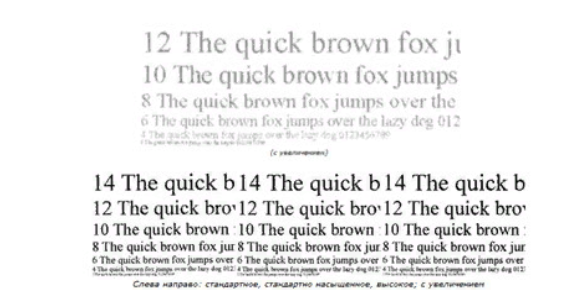 12 The quick brown fox ju
10 The quick brown fox jumps
8 The quick brown fox jumps over the
6 The quick brown fox jumps over the lazy dog 012
4 The quick brown fox jumps over the lazy dog 0123456789
(с увеличением)
14 The quick b 14 The quick b 14 The quick b
12 The quick bro 12 The quick bro 12 The quick bro
10 The quick brown 10 The quick brown 10 The quick brown
8 The quick brown fox jur 8 The quick brown fox jur 8 The quick brown fox jur
6 The quick brown fox jumps over 6 The quick brown fox jumps over 6 The quick brown fox jumps over
4 The quick brown fox jumps over the lazy dog 012 4 The quick brown fox jumps over the lazy dog 012 4 The quick brown fox jumps over the lazy dog 012
Слева направо: стандартное, стандартно насыщенное, высокое; с увеличением